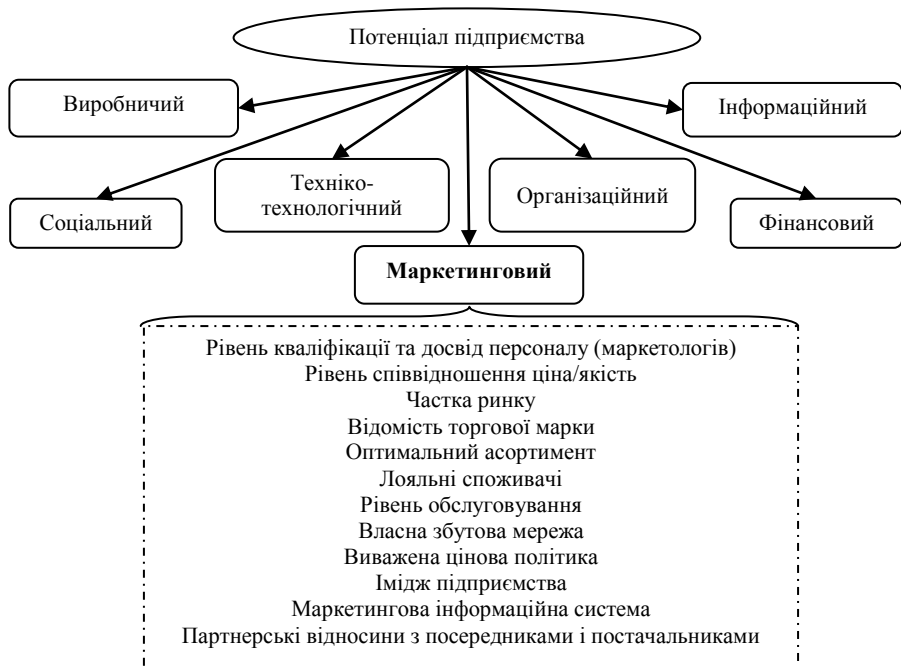 Потенціал підприємства
Виробничий
Інформаційний
Техніко-
технологічний
Організаційний
Соціальний
Фінансовий
Маркетинговий
Рівень кваліфікації та досвід персоналу (маркетологів)
Рівень співвідношення ціна/якість
Частка ринку
Відомість торгової марки
Оптимальний асортимент
Лояльні споживачі
Рівень обслуговування
Власна збутова мережа
Виважена цінова політика
Імідж підприємства
Маркетингова інформаційна система
Партнерські відносини з посередниками і постачальниками